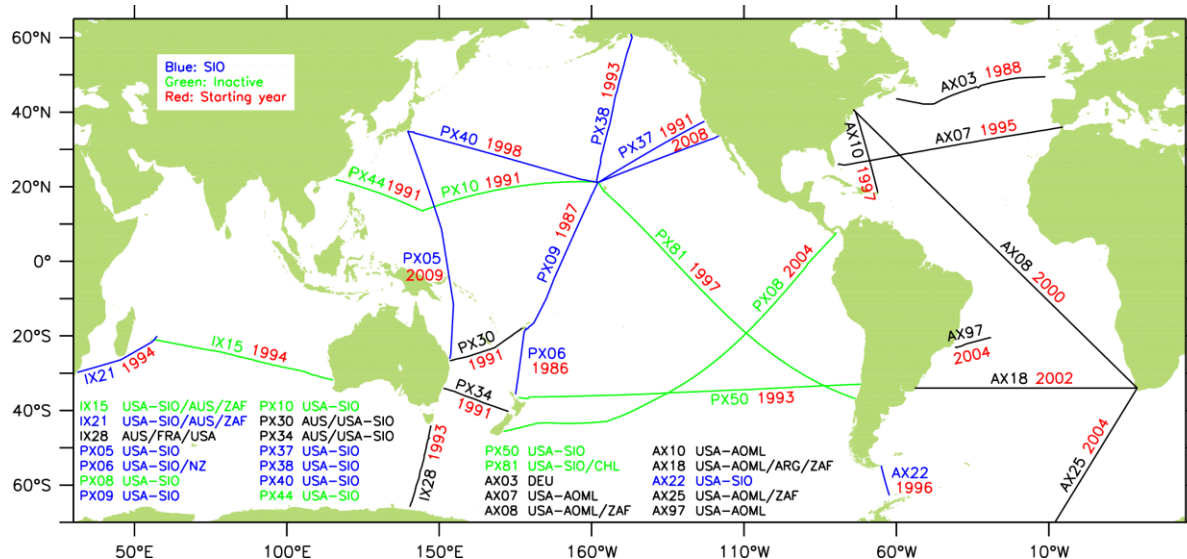 60°N
40°N
20°N
0°
20°S
40°S
60°S
50°E
100°E
150°E
160°W
110°W
60°W
10°W
Blue: SIO
Green: Inactive
Red: Starting year
PX38 1993
PX37 1991
2008
PX40 1998
PX44 1991
PX10 1991
PX09 1987
PX05
2009
PX81 1997
PX08 2004
PX30
1991
PX06
1986
PX34
1991
PX50 1993
IX15 1994
IX21 1994
IX28 1993
AX03 1988
AX07 1995
AX10 1997
AX08 2000
AX97
2004
AX18 2002
AX25 2004
AX22
1996
IX15 USA-SIO/AUS/ZAF
IX21 USA-SIO/AUS/ZAF
IX28 AUS/FRA/USA
PX05 USA-SIO
PX06 USA-SIO/NZ
PX08 USA-SIO
PX09 USA-SIO
PX10 USA-SIO
PX30 AUS/USA-SIO
PX34 AUS/USA-SIO
PX37 USA-SIO
PX38 USA-SIO
PX40 USA-SIO
PX44 USA-SIO
PX50 USA-SIO
PX81 USA-SIO/CHL
AX03 DEU
AX07 USA-AOML
AX08 USA-AOML/ZAF
AX10 USA-AOML
AX18 USA-AOML/ARG/ZAF
AX22 USA-SIO
AX25 USA-AOML/ZAF
AX97 USA-AOML